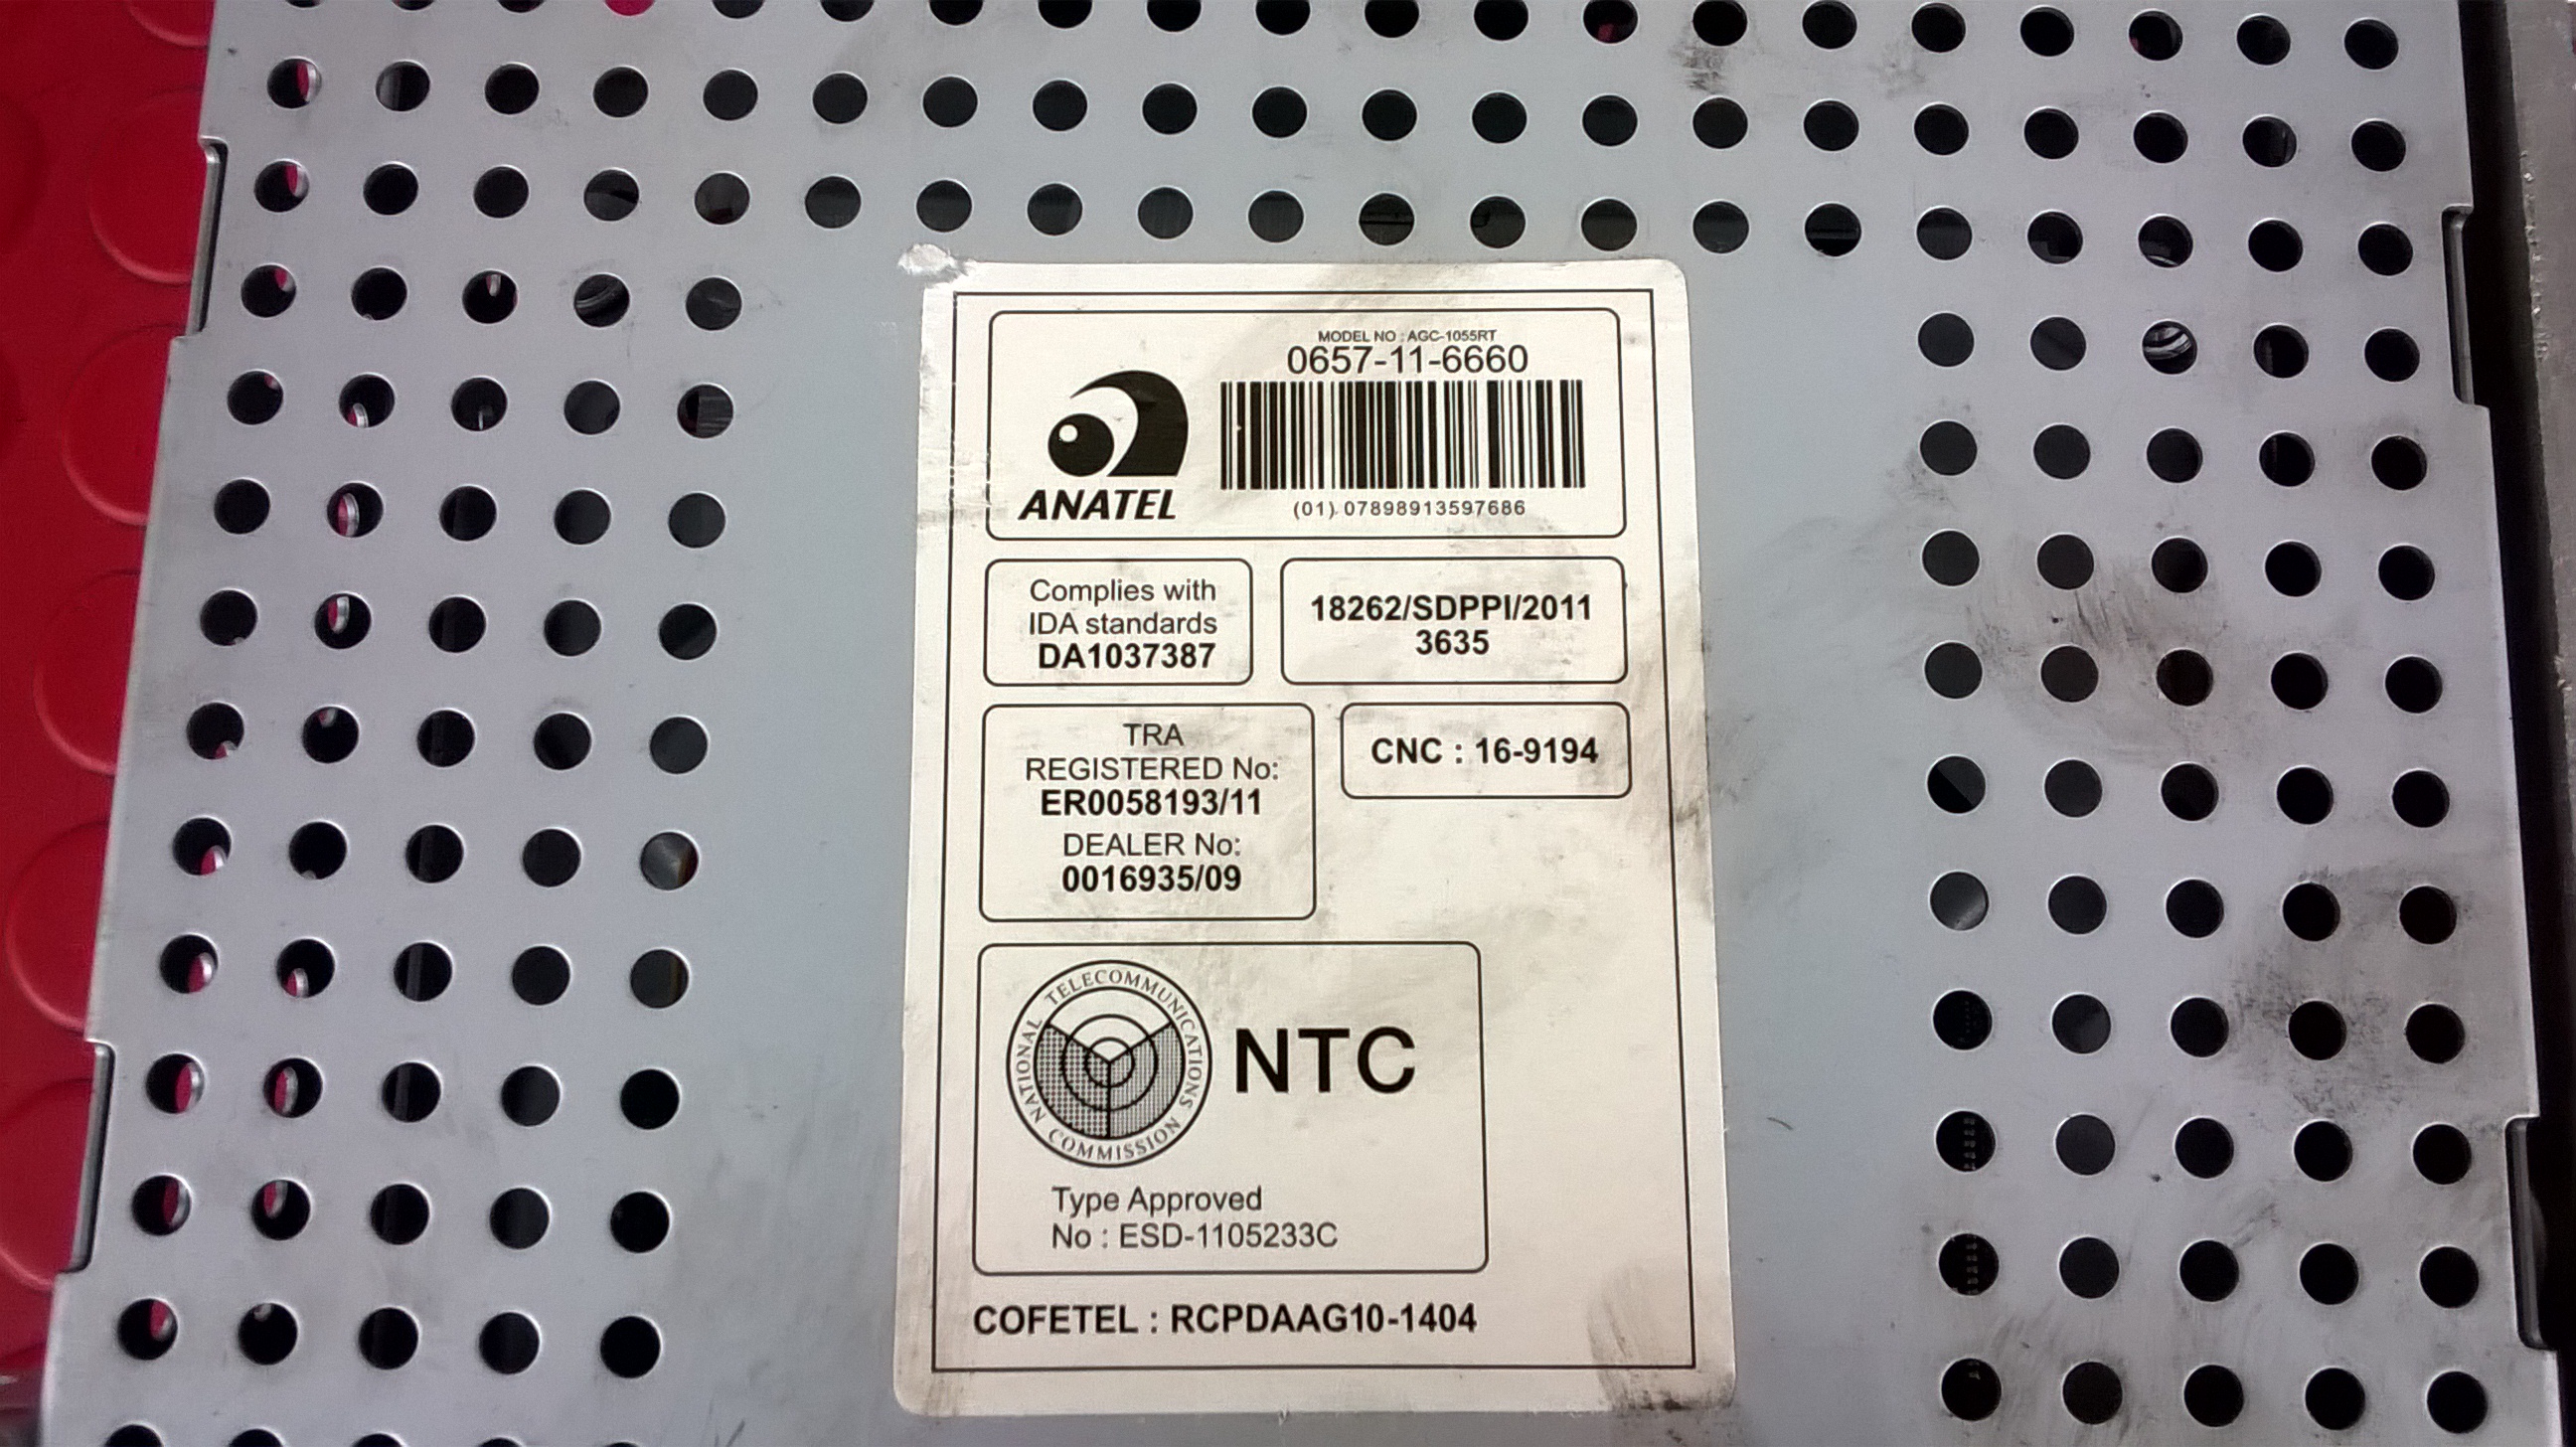 MODEL NO : AGC-1055RT
0657-11-6660
ANATEL
(01) 07898913597686
Complies with
IDA standards
DA1037387
18262/SDPPI/2011
3635
TRA
REGISTERED No:
ER0058193/11
DEALER No:
0016935/09
CNC : 16-9194
NATIONAL TELECOMMUNICATIONS COMMISSION
NTC
Type Approved
No : ESD-1105233C
COFETEL : RCPDAAG10-1404